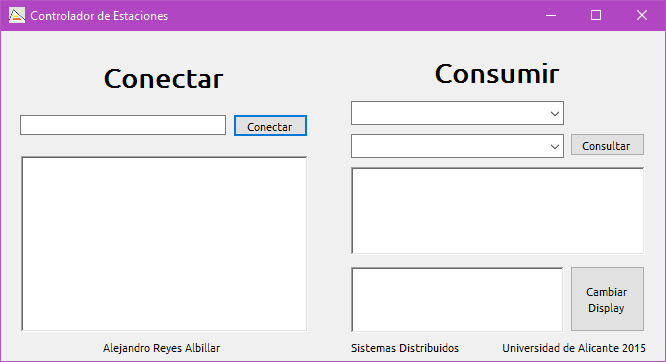 Controlador de Estaciones
Conectar
Conectar
Consumir
Consultar
Cambiar
Display
Alejandro Reyes Albillar
Sistemas Distribuidos
Universidad de Alicante 2015